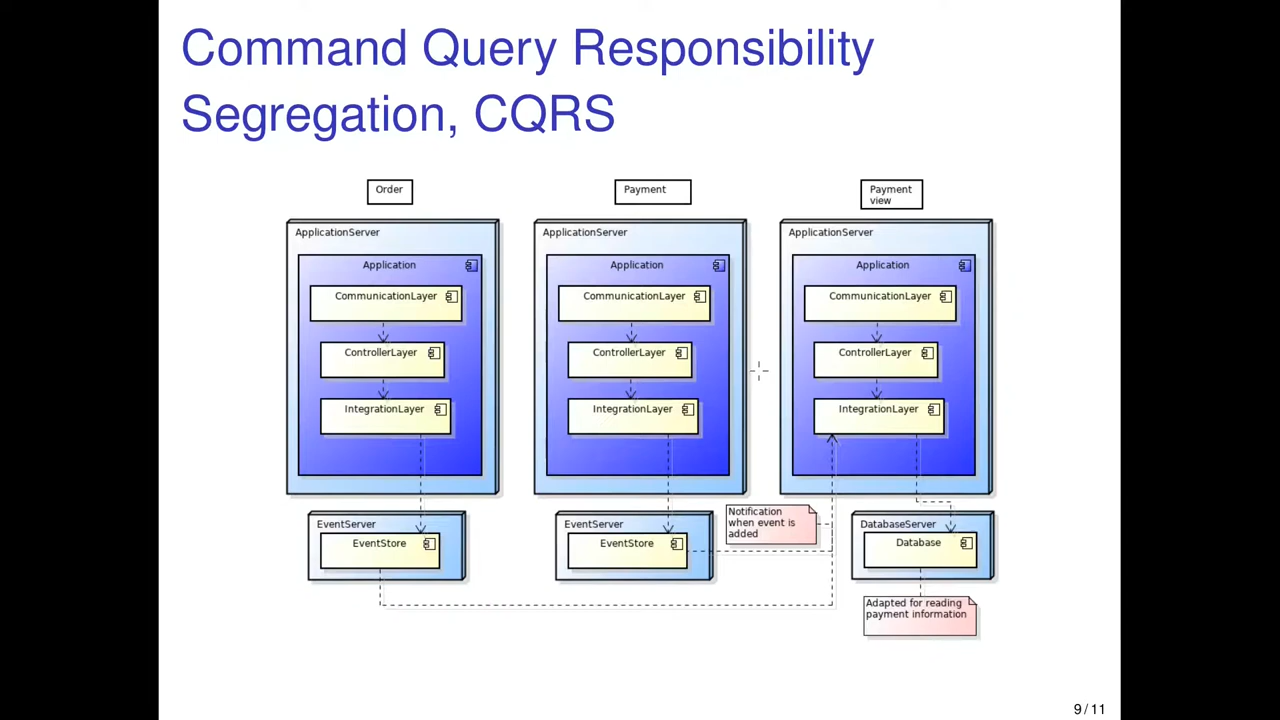 Command Query Responsibility
Segregation, CQRS
Order
ApplicationServer
Application
CommunicationLayer
ControllerLayer
IntegrationLayer
EventServer
EventStore
Payment
ApplicationServer
Application
CommunicationLayer
ControllerLayer
IntegrationLayer
EventServer
EventStore
Notification
when event is
added
Payment
view
ApplicationServer
Application
CommunicationLayer
ControllerLayer
IntegrationLayer
DatabaseServer
Database
Adapted for reading
payment information
9 / 11